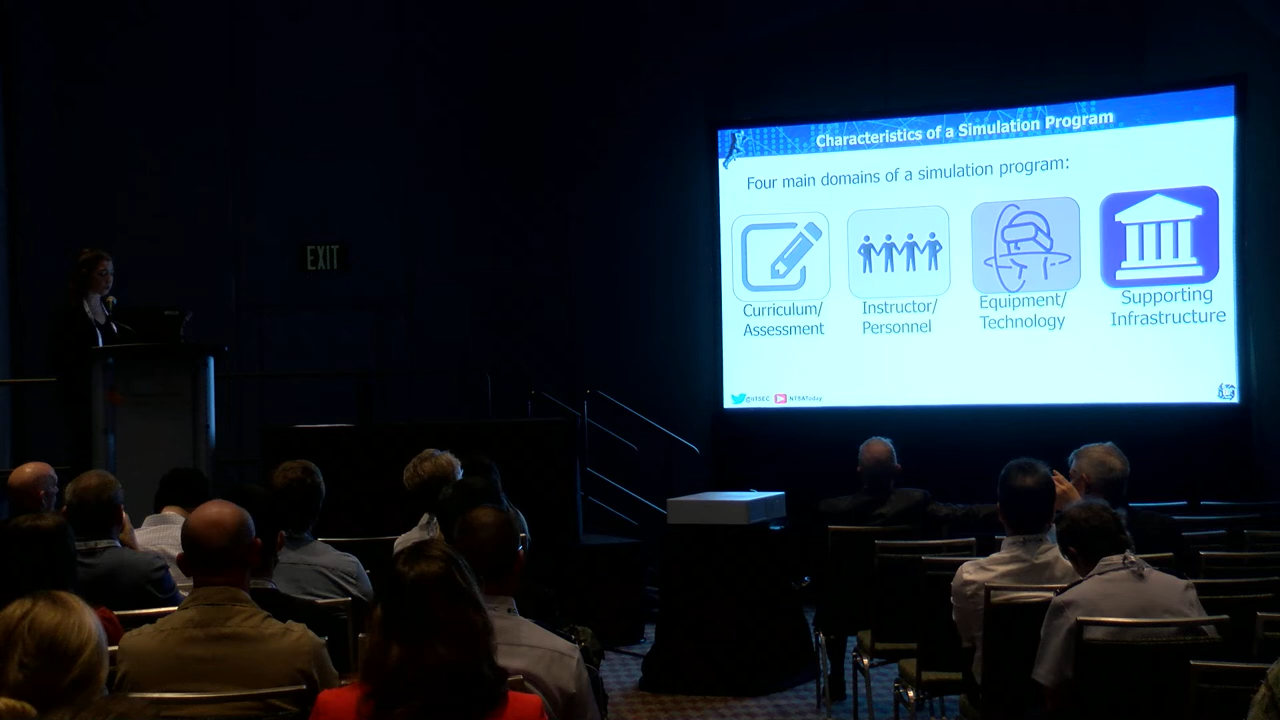 Characteristics of a Simulation Program
Four main domains of a simulation program:
Curriculum/
Assessment
Instructor/
Personnel
Equipment/
Technology
Supporting
Infrastructure
@IITSEC
NTSAToday
EXIT